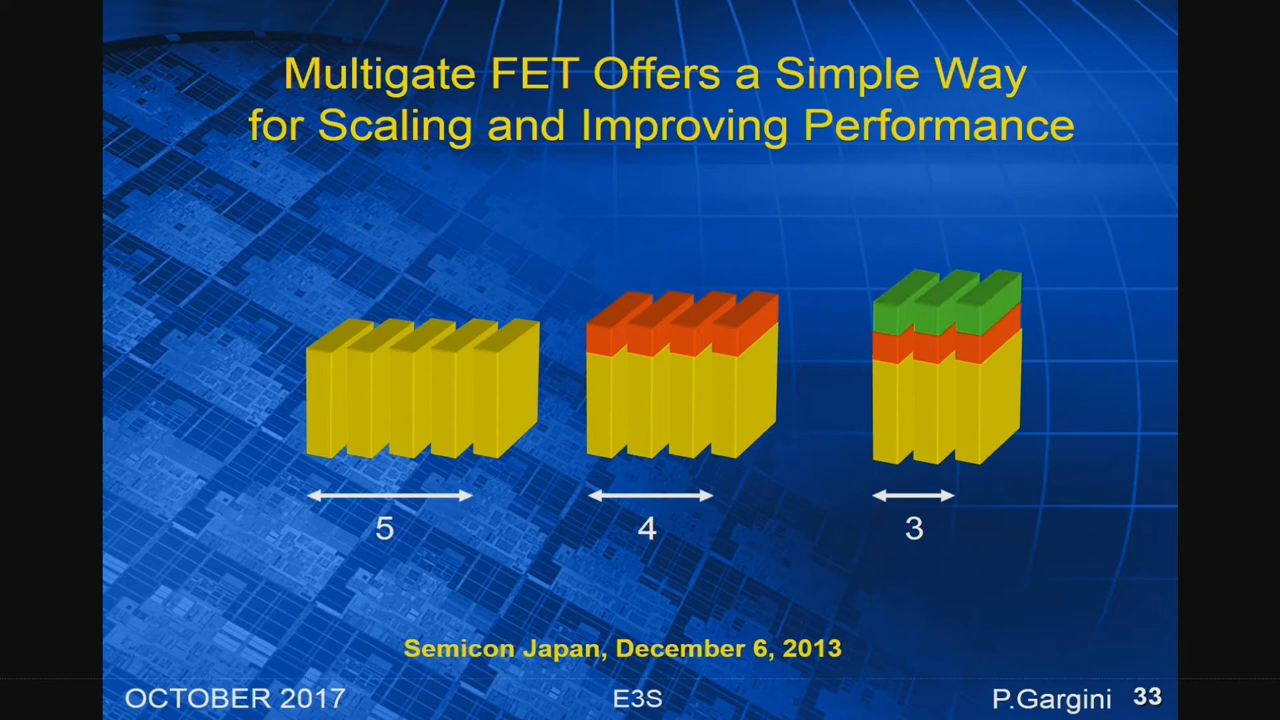 Multigate FET Offers a Simple Way
for Scaling and Improving Performance
5
4
3
Semicon Japan, December 6, 2013
OCTOBER 2017
E3S
P.Gargini
33